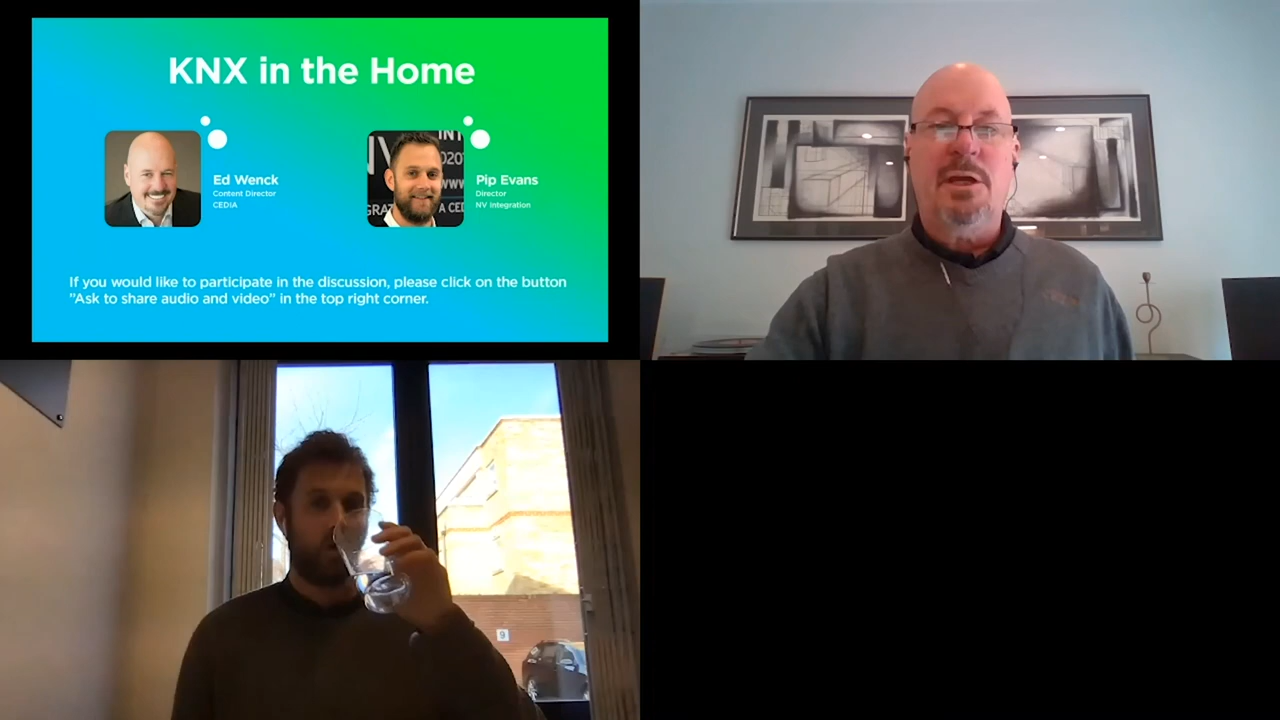 KNX in the Home
Ed Wenck
Content Director
CEDIA
Pip Evans
Director
NV Integration
If you would like to participate in the discussion, please click on the button
"Ask to share audio and video" in the top right corner.
9